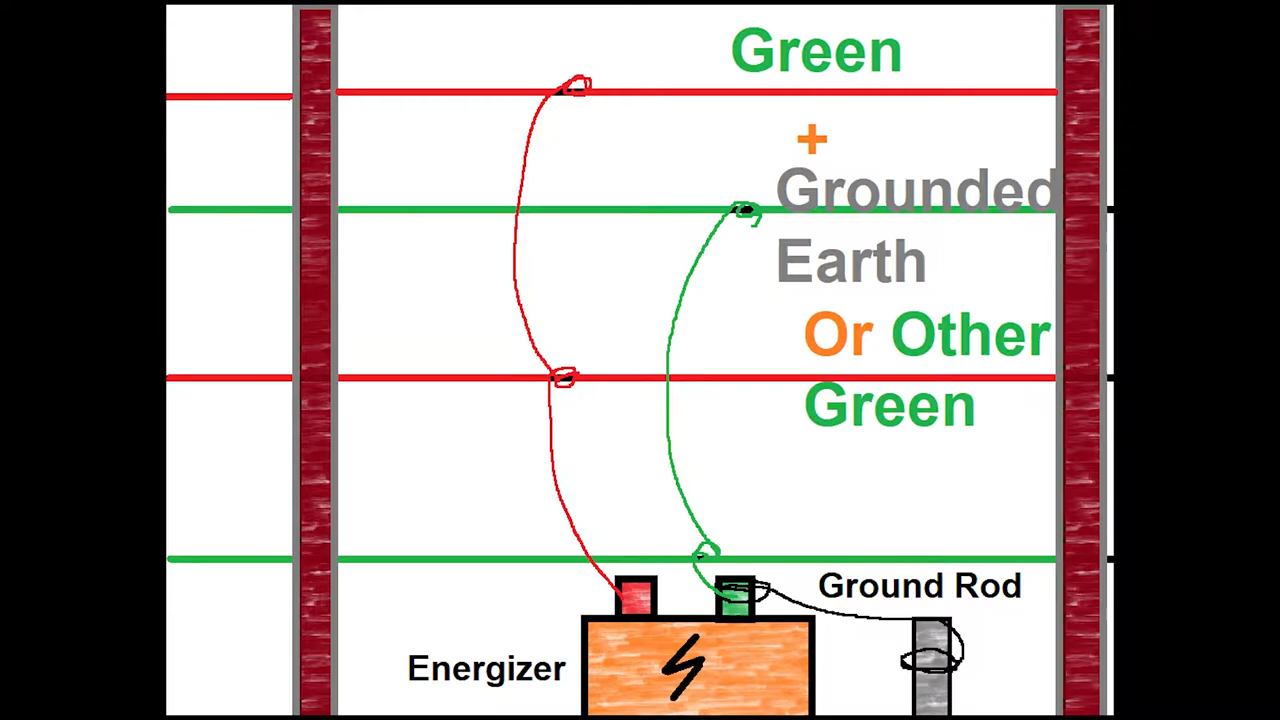 Green
+
Grounded
Earth
Or Other
Green
Ground Rod
Energizer